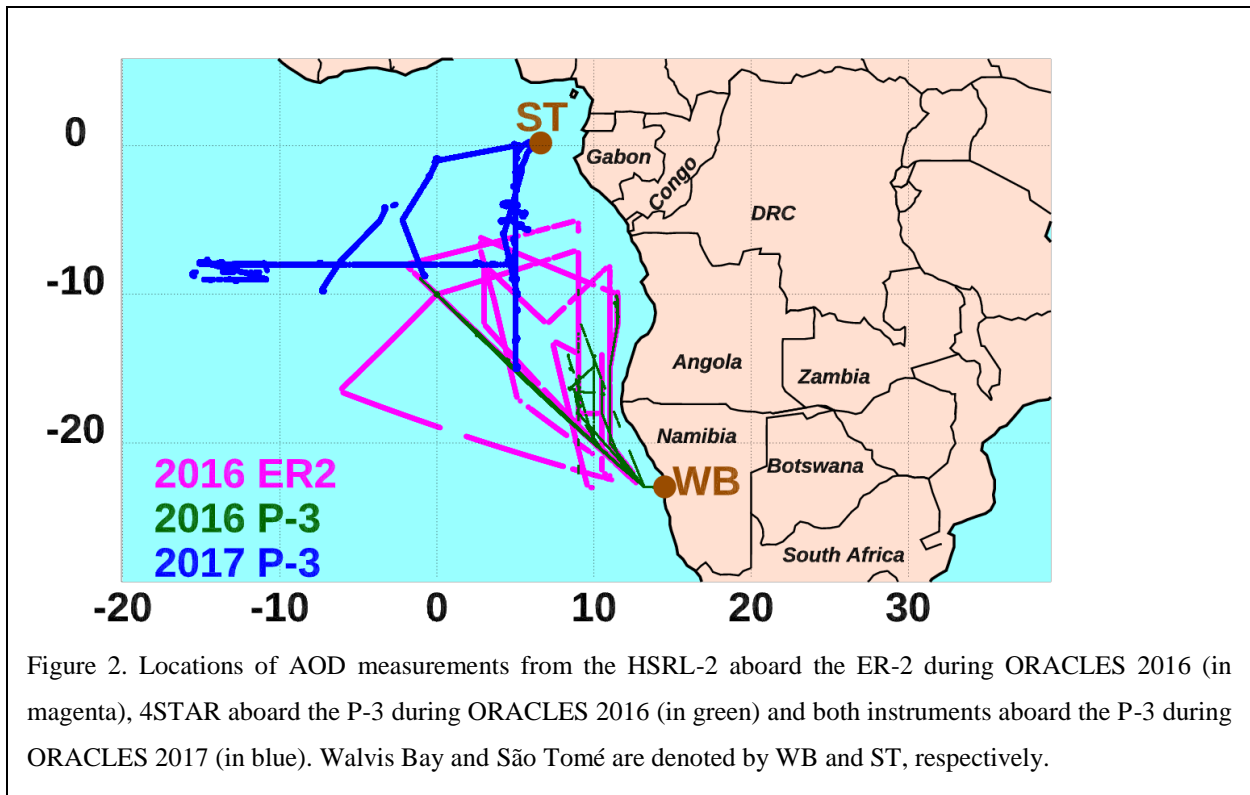 0
ST
Gabon
Congo
DRC
-10
Angola
Zambia
-20
Namibia
Botswana
2016 ER2
WB
2016 P-3
2017 P-3
South Africa
-20 -10 0 10 20 30
Figure 2. Locations of AOD measurements from the HSRL-2 aboard the ER-2 during ORACLES 2016 (in
magenta), 4STAR aboard the P-3 during ORACLES 2016 (in green) and both instruments aboard the P-3 during
ORACLES 2017 (in blue). Walvis Bay and São Tomé are denoted by WB and ST, respectively.